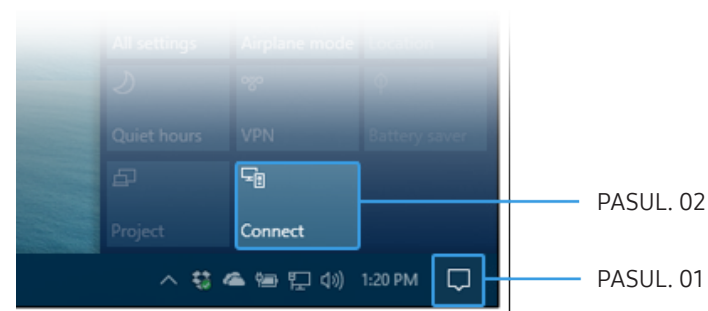 All settings Airplane mode Location
Quiet hours VPN Battery saver
Project Connect
PASUL. 02
1:20 PM
PASUL. 01